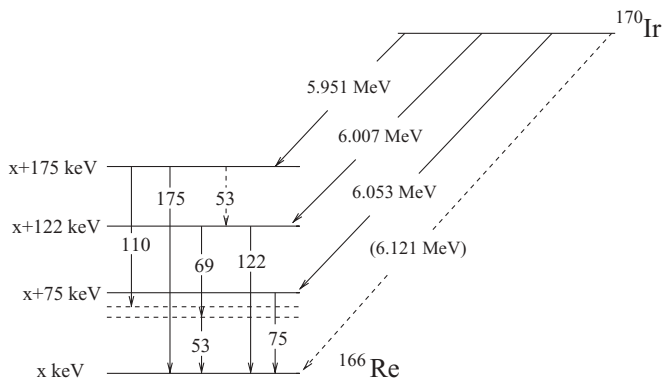 170Ir
5.951 MeV
6.007 MeV
x+175 keV
175
53
6.053 MeV
x+122 keV
110
69
122
(6.121 MeV)
x+75 keV
53
75
166Re
x keV